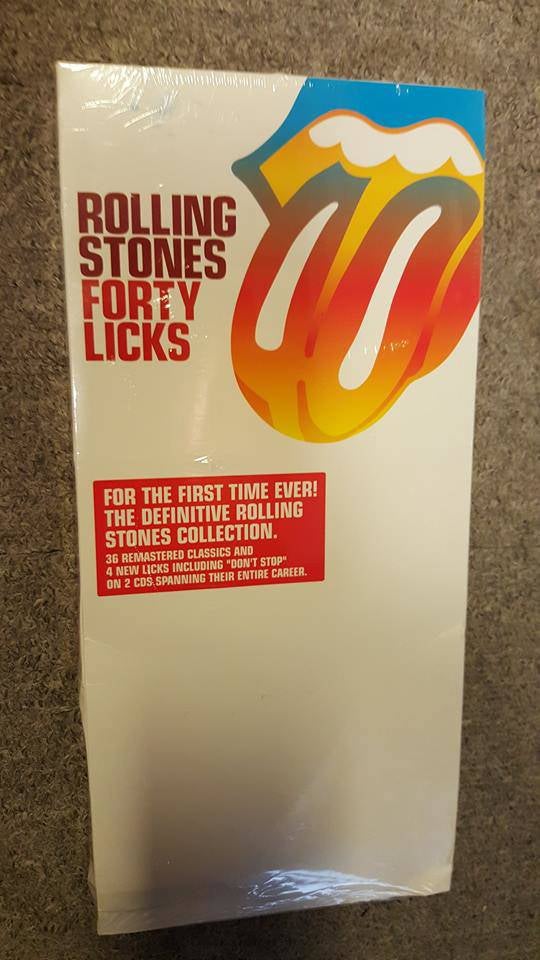 ROLLING
STONES
FORTY
LICKS
FOR THE FIRST TIME EVER!
THE DEFINITIVE ROLLING
STONES COLLECTION.
36 REMASTERED CLASSICS AND
4 NEW LICKS INCLUDING "DON'T STOP"
ON 2 CDS SPANNING THEIR ENTIRE CAREER.